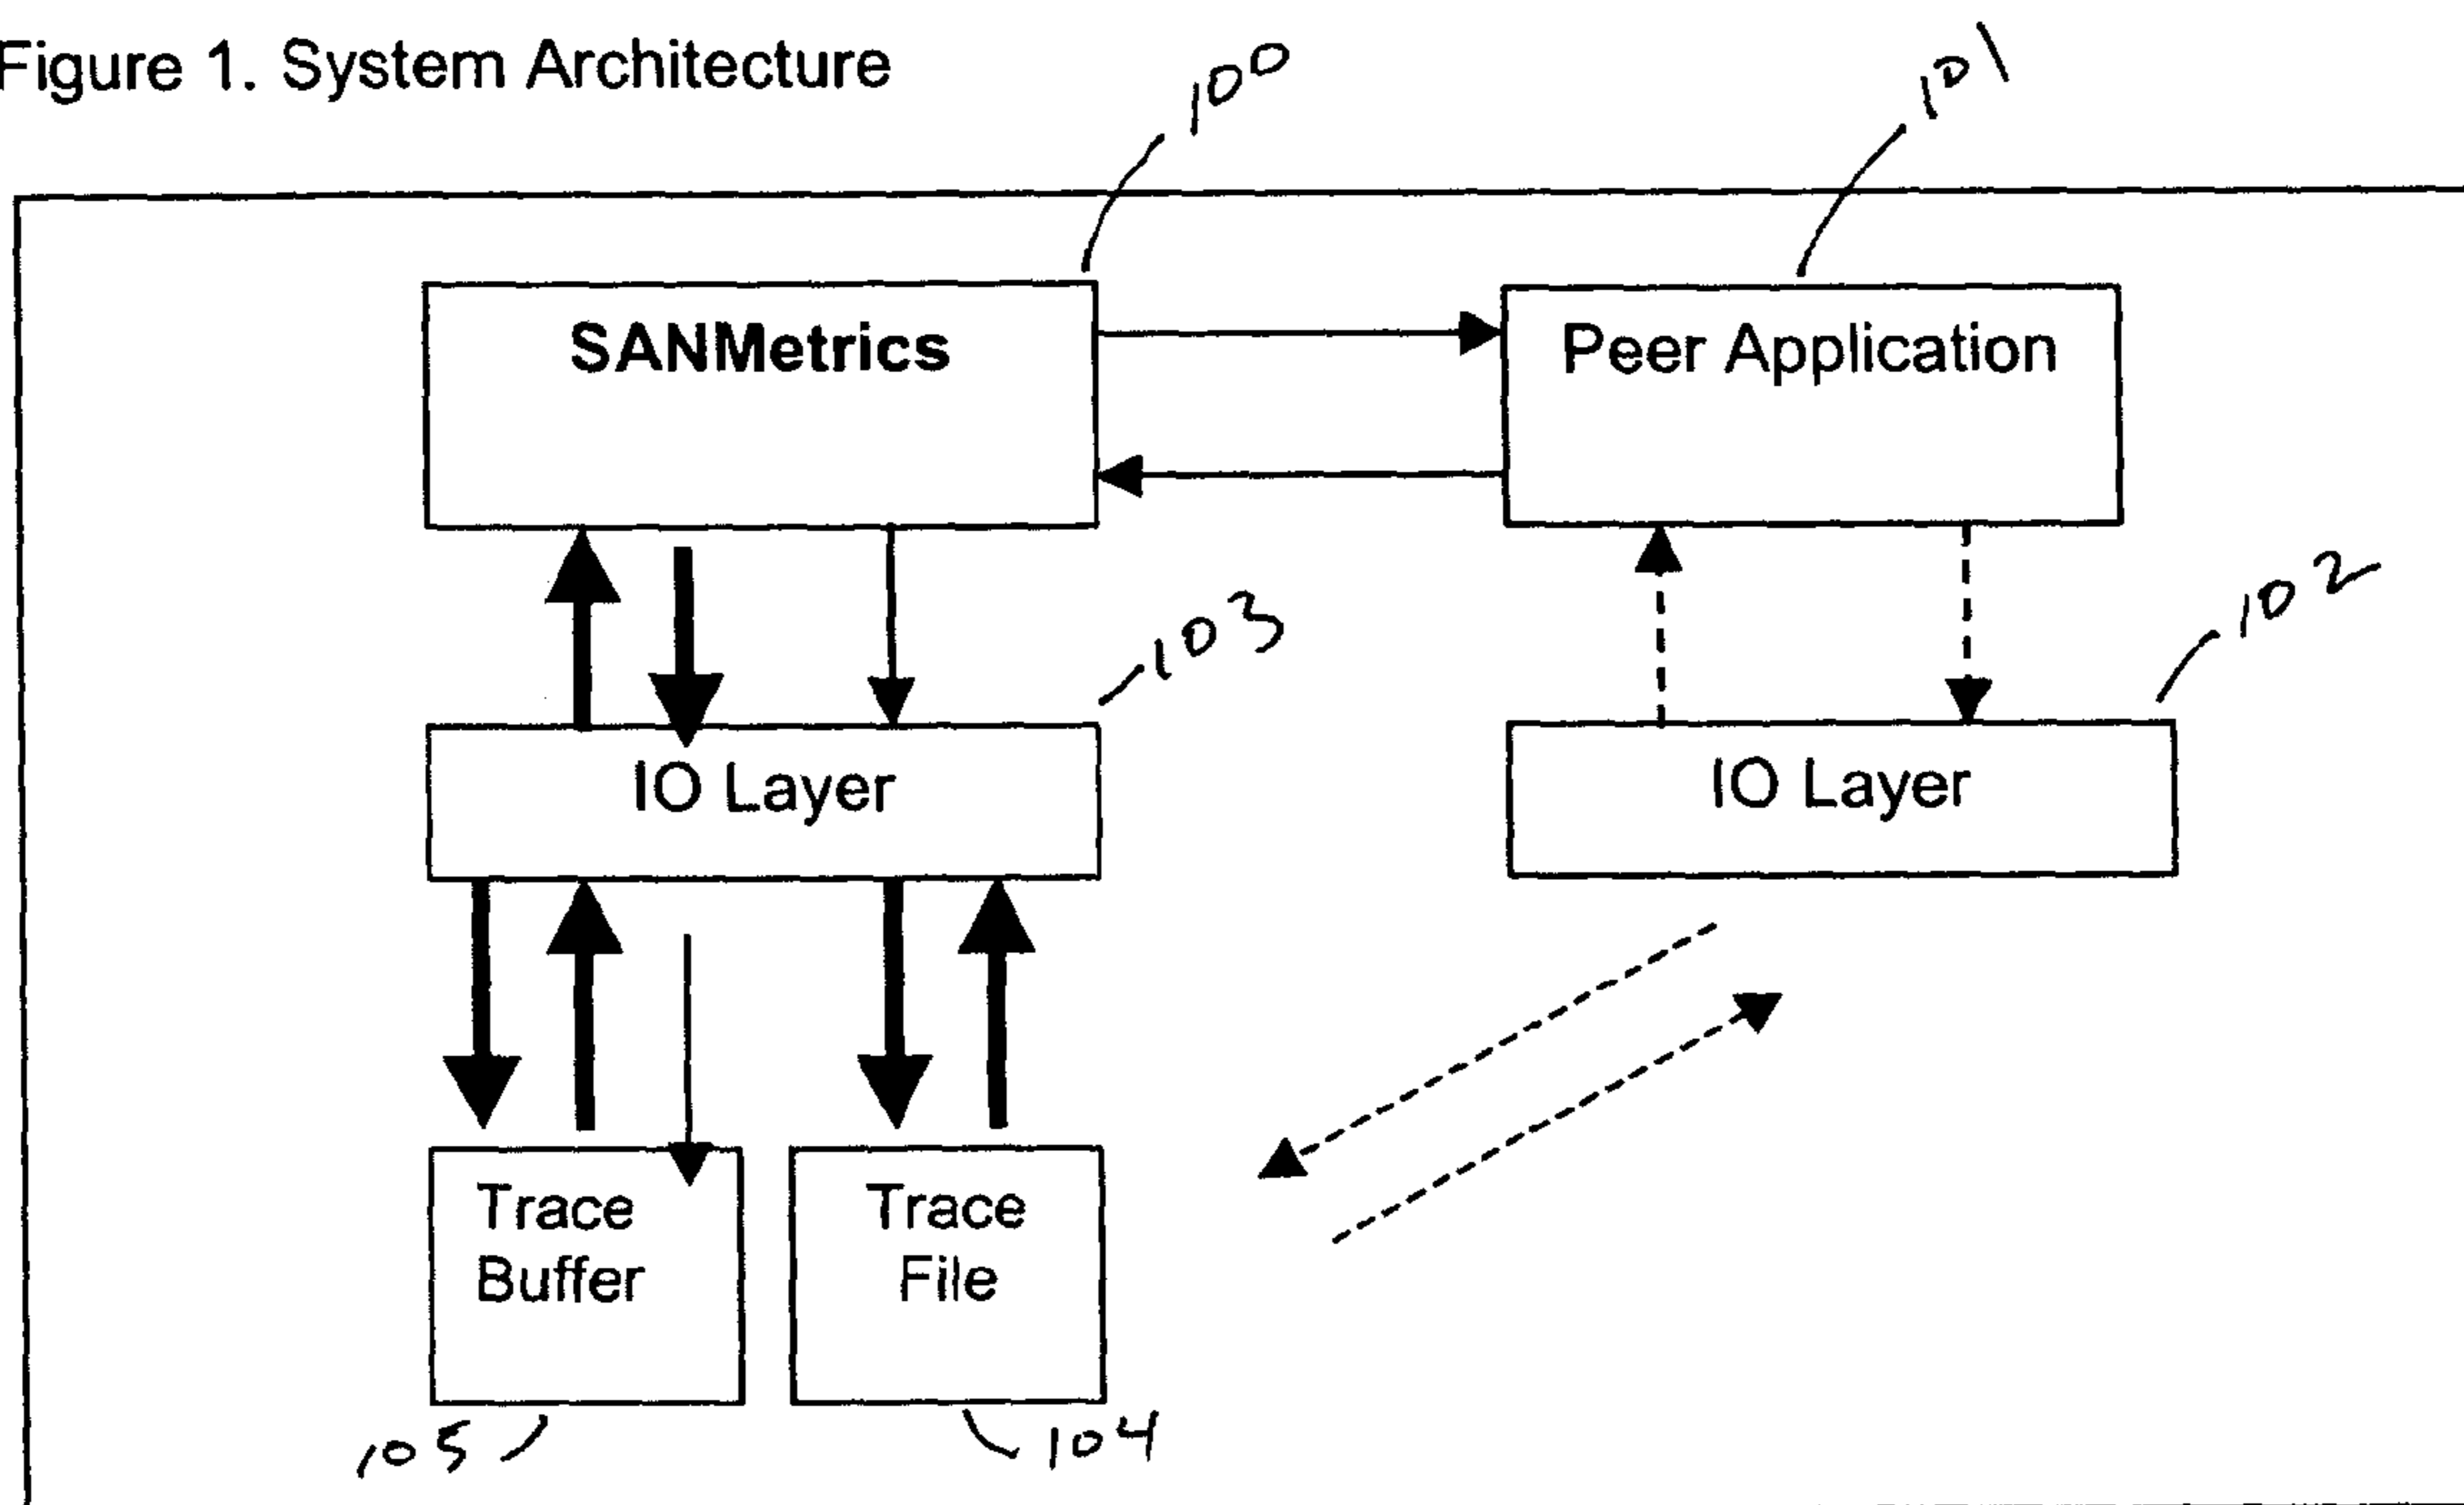 Figure 1. System Architecture
100
101
SANMetrics
Peer Application
103
102
IO Layer
IO Layer
Trace
Buffer
Trace
File
105
104